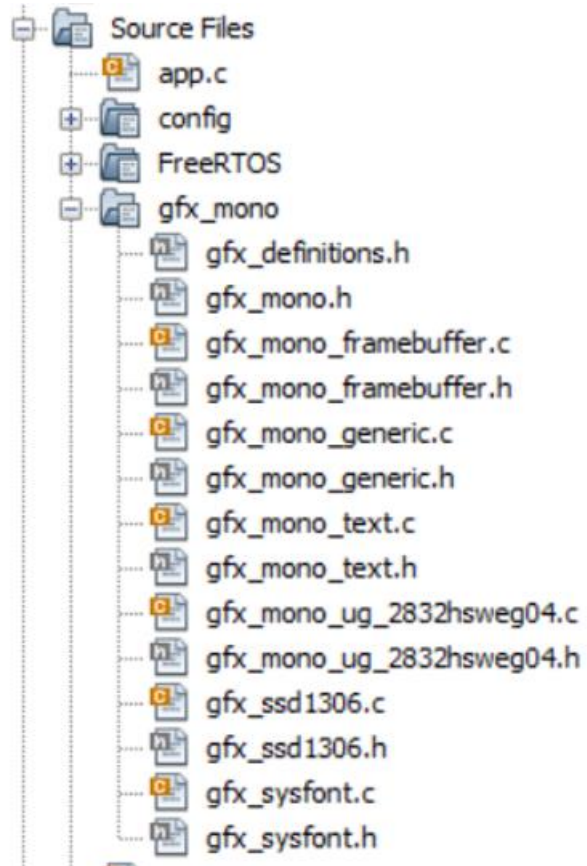 Source Files
app.c
config
FreeRTOS
gfx_mono
gfx_definitions.h
gfx_mono.h
gfx_mono_framebuffer.c
gfx_mono_framebuffer.h
gfx_mono_generic.c
gfx_mono_generic.h
gfx_mono_text.c
gfx_mono_text.h
gfx_mono_ug_2832hsweg04.c
gfx_mono_ug_2832hsweg04.h
gfx_ssd1306.c
gfx_ssd1306.h
gfx_sysfont.c
gfx_sysfont.h